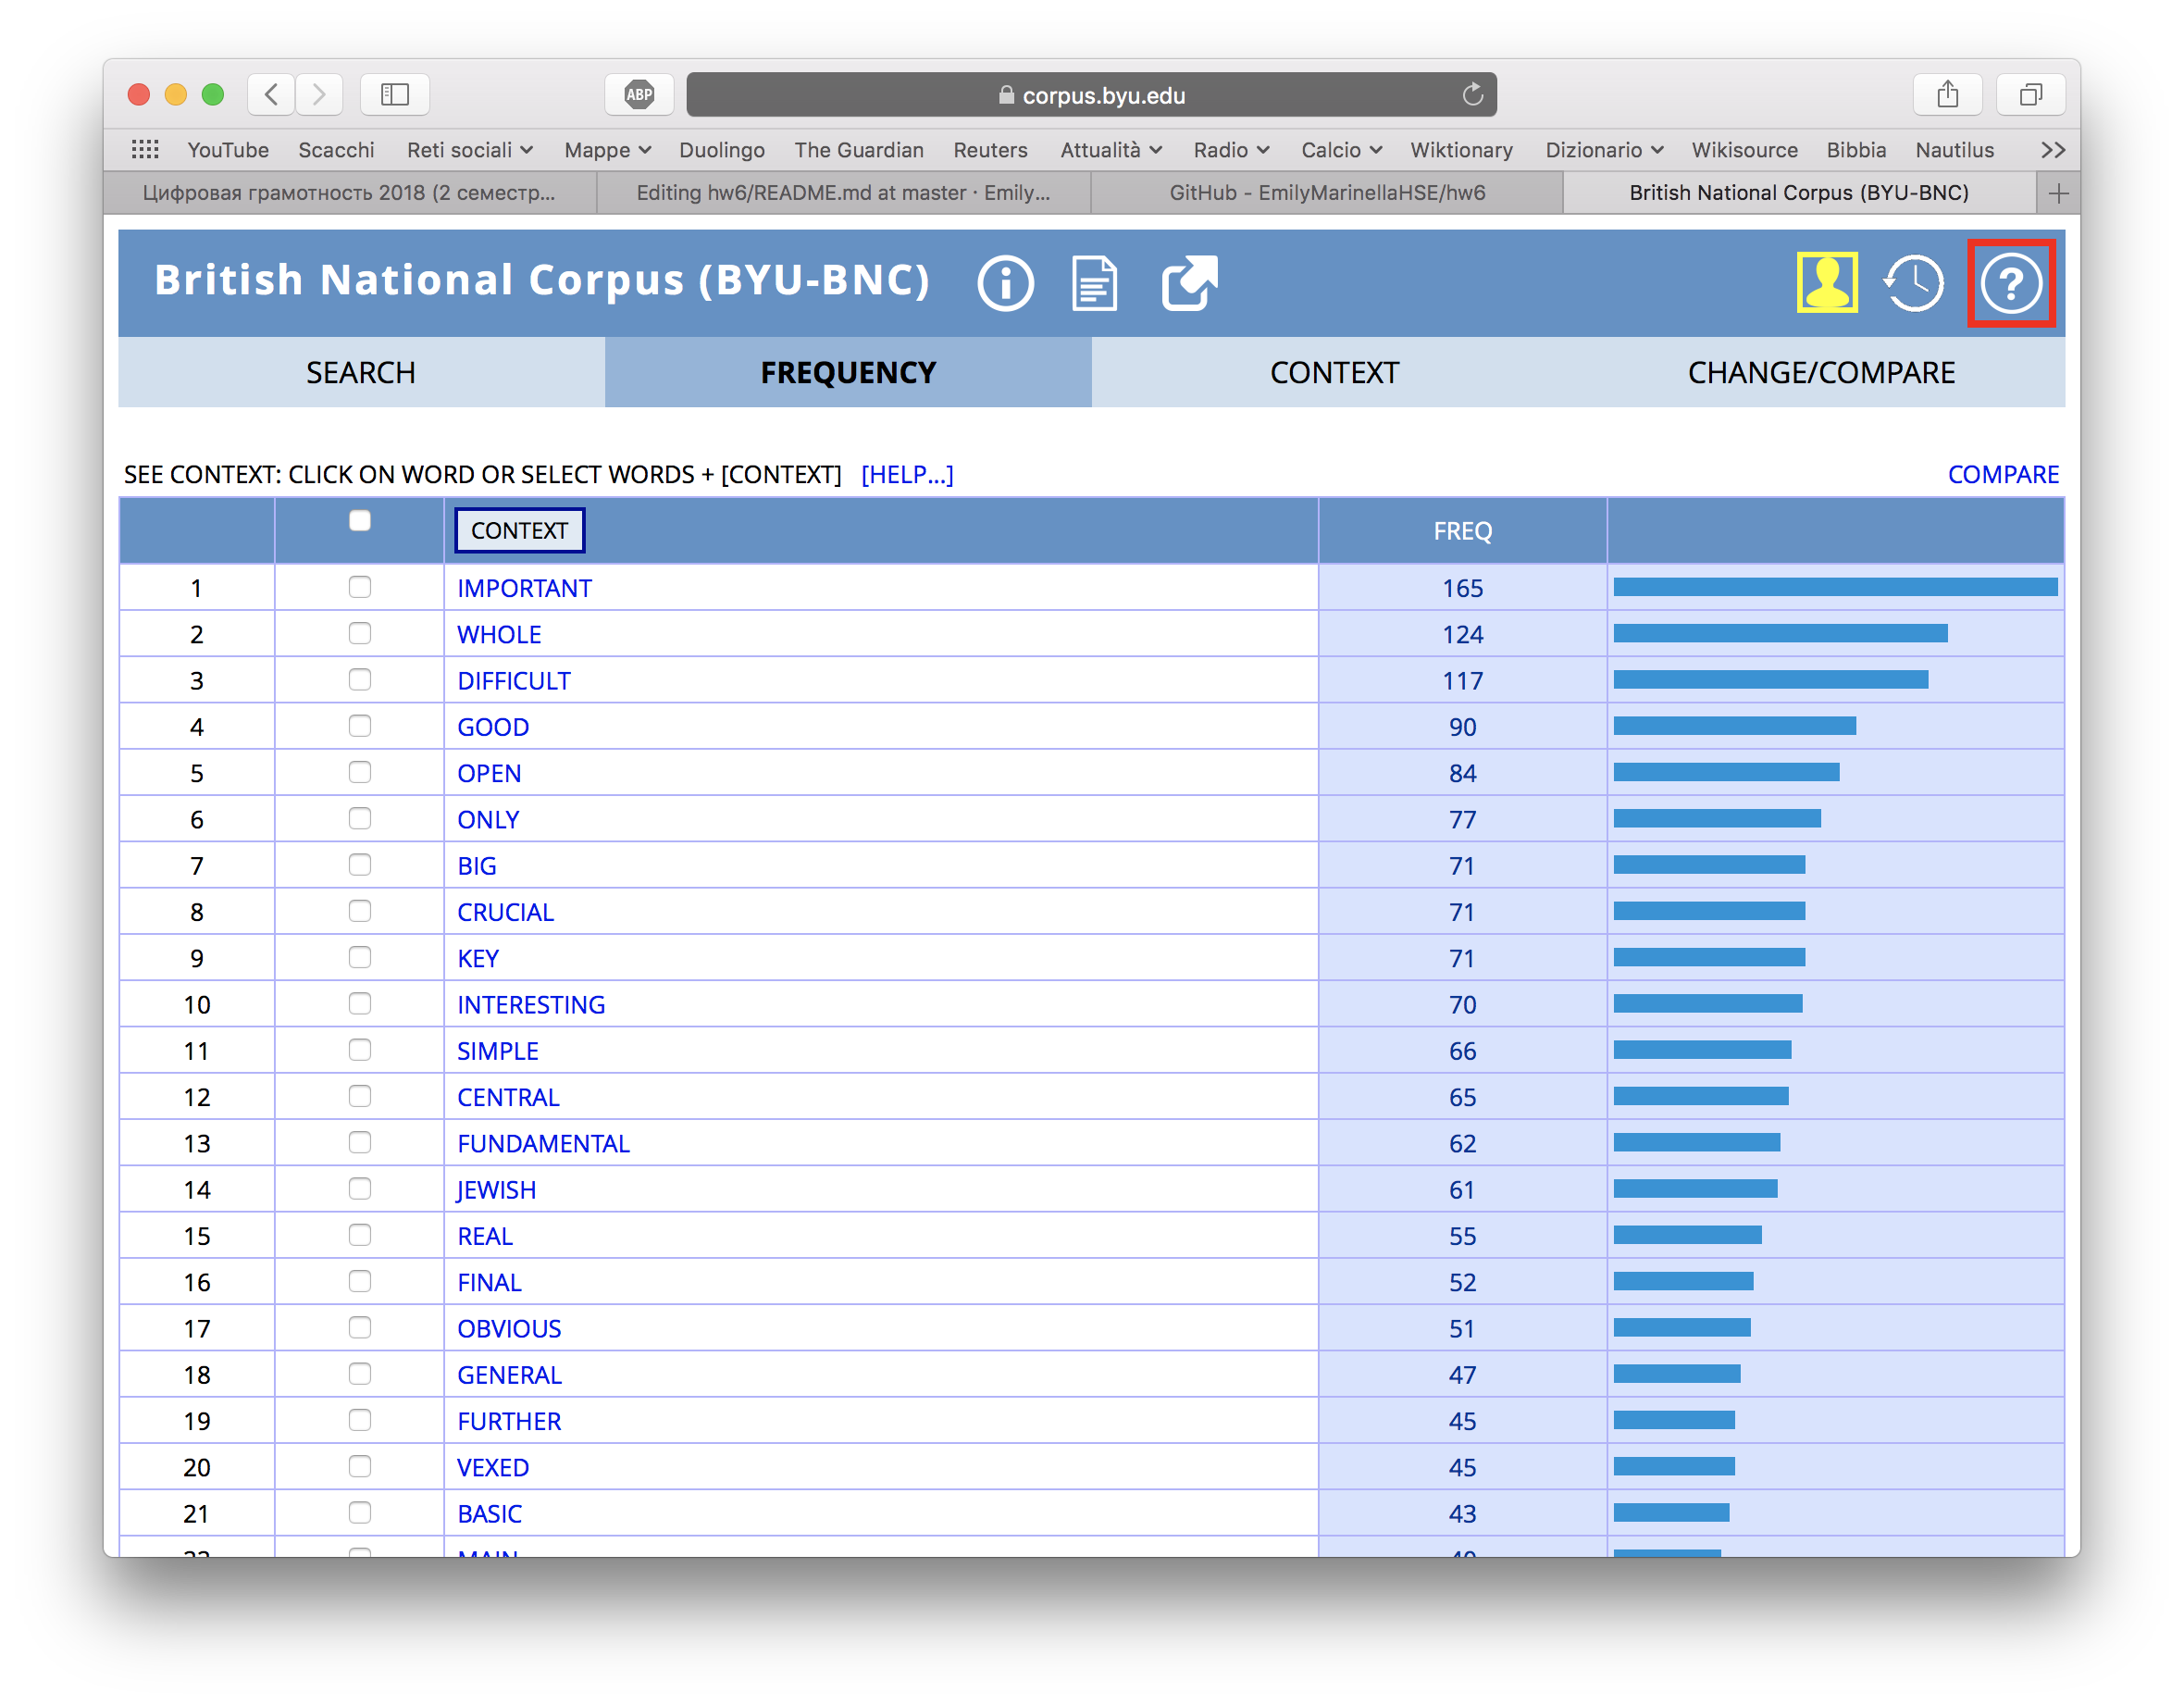 ABP corpus.byu.edu
YouTube Scacchi Reti sociali Mappe Duolingo The Guardian Reuters Attualità Radio Calcio Wiktionary Dizionario Wikisource Bibbia Nautilus >>
Цифровая грамотность 2018 (2 семестр... Editing hw6/README.md at master · Emily... GitHub - EmilyMarinellaHSE/hw6 British National Corpus (BYU-BNC) +
British National Corpus (BYU-BNC) i ?
SEARCH FREQUENCY CONTEXT CHANGE/COMPARE
SEE CONTEXT: CLICK ON WORD OR SELECT WORDS + [CONTEXT] [HELP...] COMPARE
CONTEXT FREQ
1 IMPORTANT 165
2 WHOLE 124
3 DIFFICULT 117
4 GOOD 90
5 OPEN 84
6 ONLY 77
7 BIG 71
8 CRUCIAL 71
9 KEY 71
10 INTERESTING 70
11 SIMPLE 66
12 CENTRAL 65
13 FUNDAMENTAL 62
14 JEWISH 61
15 REAL 55
16 FINAL 52
17 OBVIOUS 51
18 GENERAL 47
19 FURTHER 45
20 VEXED 45
21 BASIC 43
22 MAIN 40